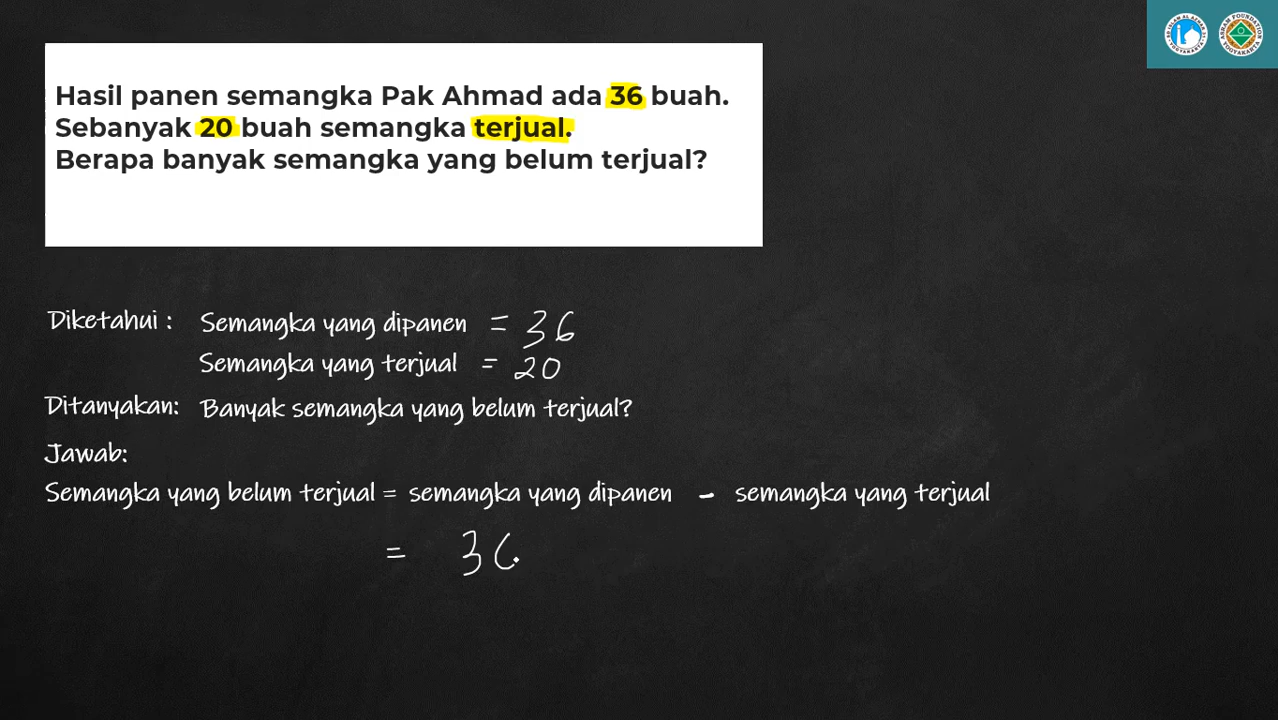 Hasil panen semangka Pak Ahmad ada 36 buah.
Sebanyak 20 buah semangka terjual.
Berapa banyak semangka yang belum terjual?
Diketahui : Semangka yang dipanen = 36
Semangka yang terjual = 20
Ditanyakan: Banyak semangka yang belum terjual?
Jawab:
Semangka yang belum terjual = semangka yang dipanen - semangka yang terjual
= 3